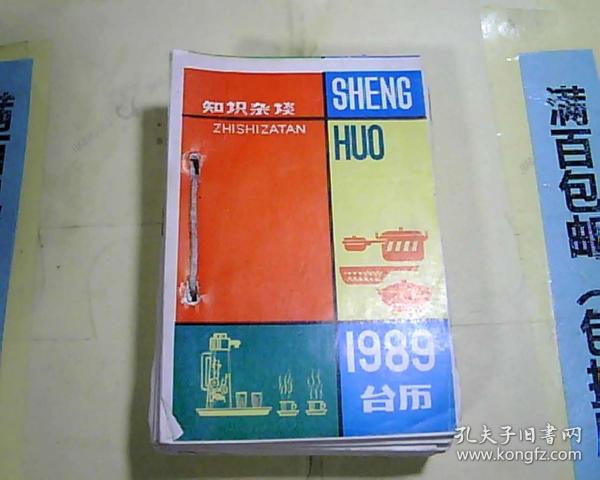 知识杂谈
ZHISHIZATAN
SHENG
HUO
1989
台历
满百包邮（包
孔夫子旧书网
www.kongfz.com